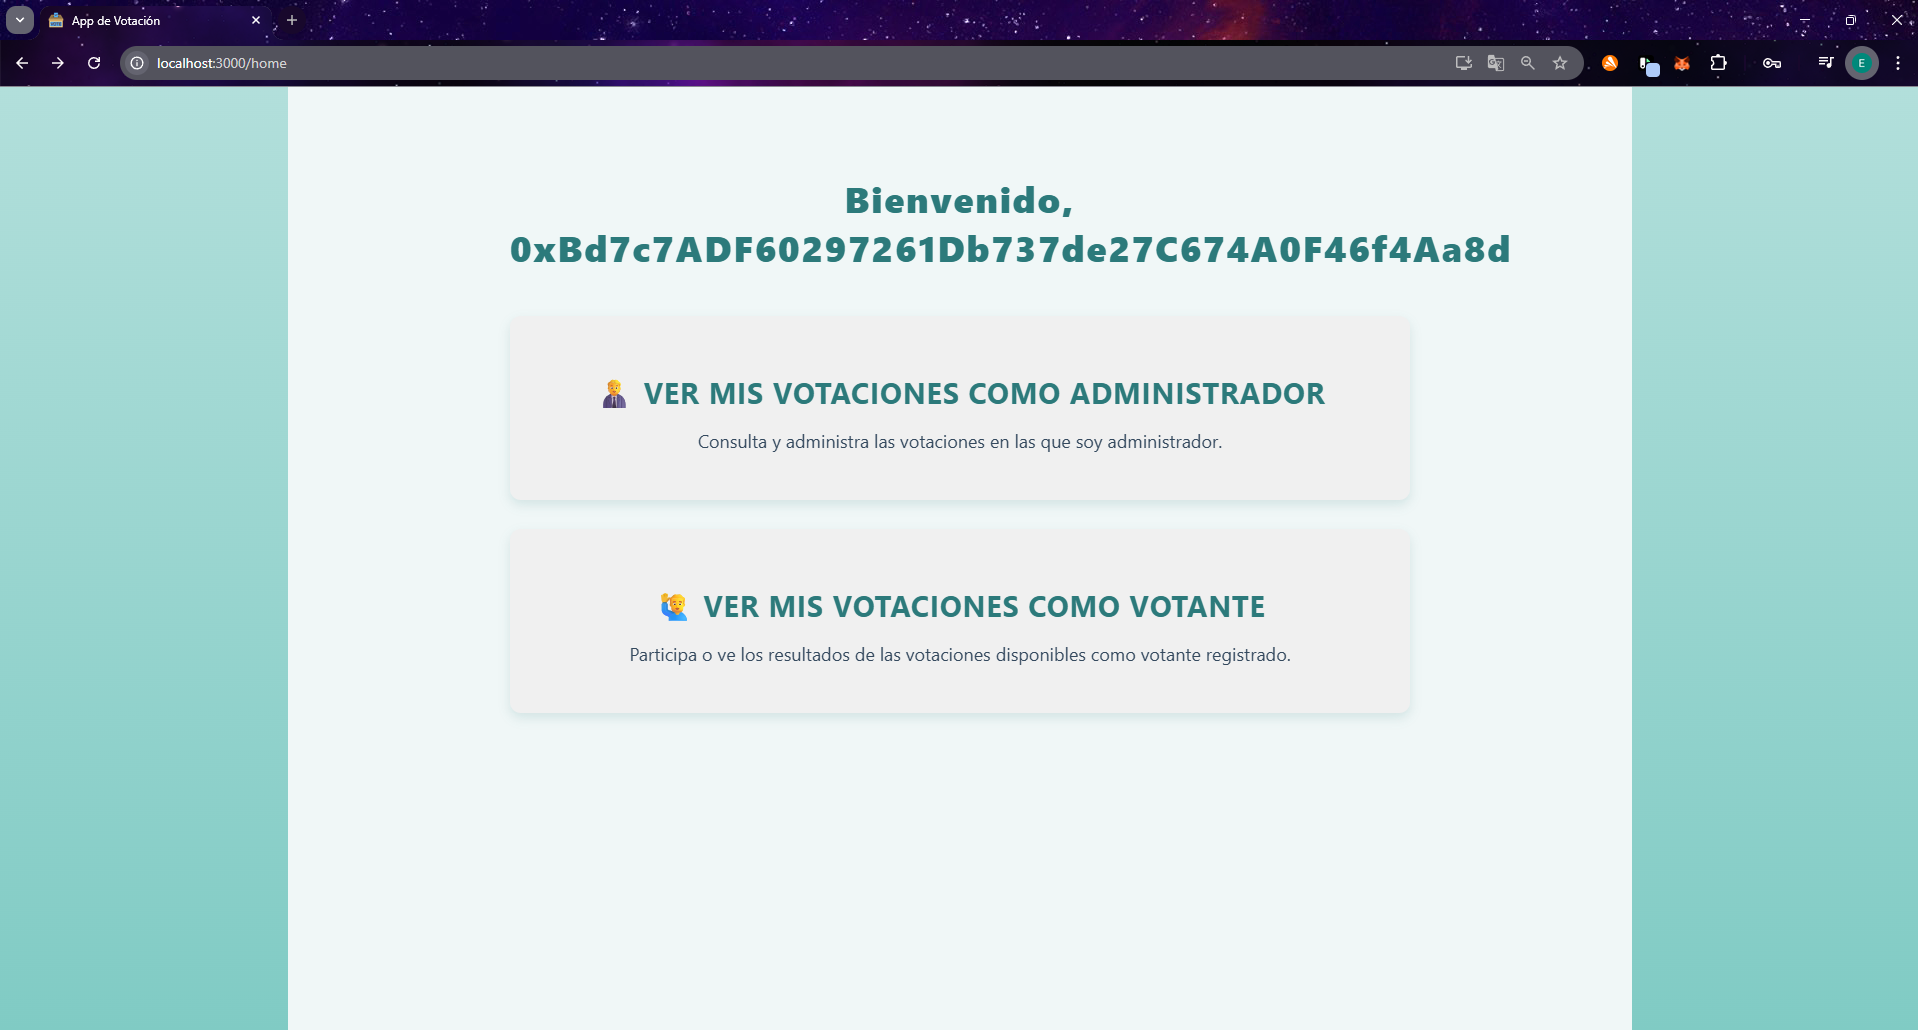 App de Votación
localhost:3000/home
E
Bienvenido,
0xBd7c7ADF60297261Db737de27C674A0F46f4Aa8d
VER MIS VOTACIONES COMO ADMINISTRADOR
Consulta y administra las votaciones en las que soy administrador.
VER MIS VOTACIONES COMO VOTANTE
Participa o ve los resultados de las votaciones disponibles como votante registrado.